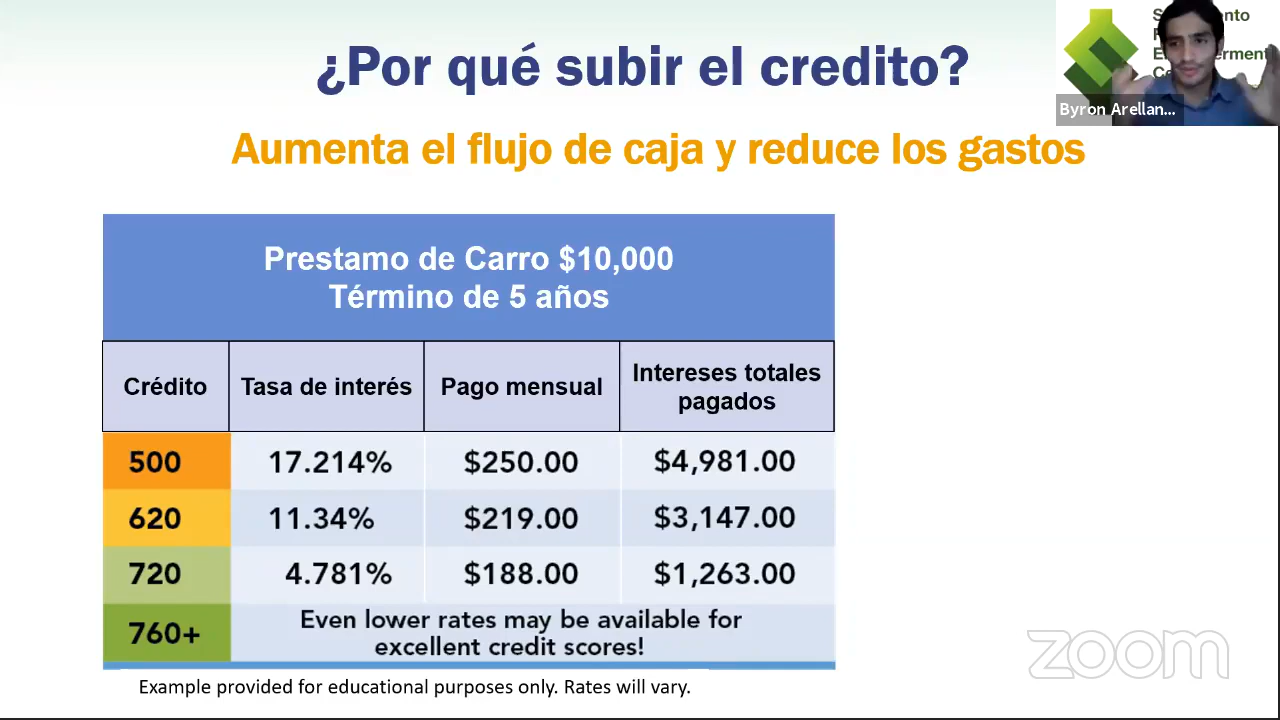 ¿Por qué subir el credito?
Aumenta el flujo de caja y reduce los gastos
Byron Arellan...
Prestamo de Carro $10,000
Término de 5 años
Crédito Tasa de interés Pago mensual Intereses totales pagados
500 17.214% $250.00 $4,981.00
620 11.34% $219.00 $3,147.00
720 4.781% $188.00 $1,263.00
760+ Even lower rates may be available for
excellent credit scores!
Example provided for educational purposes only. Rates will vary.
zoom